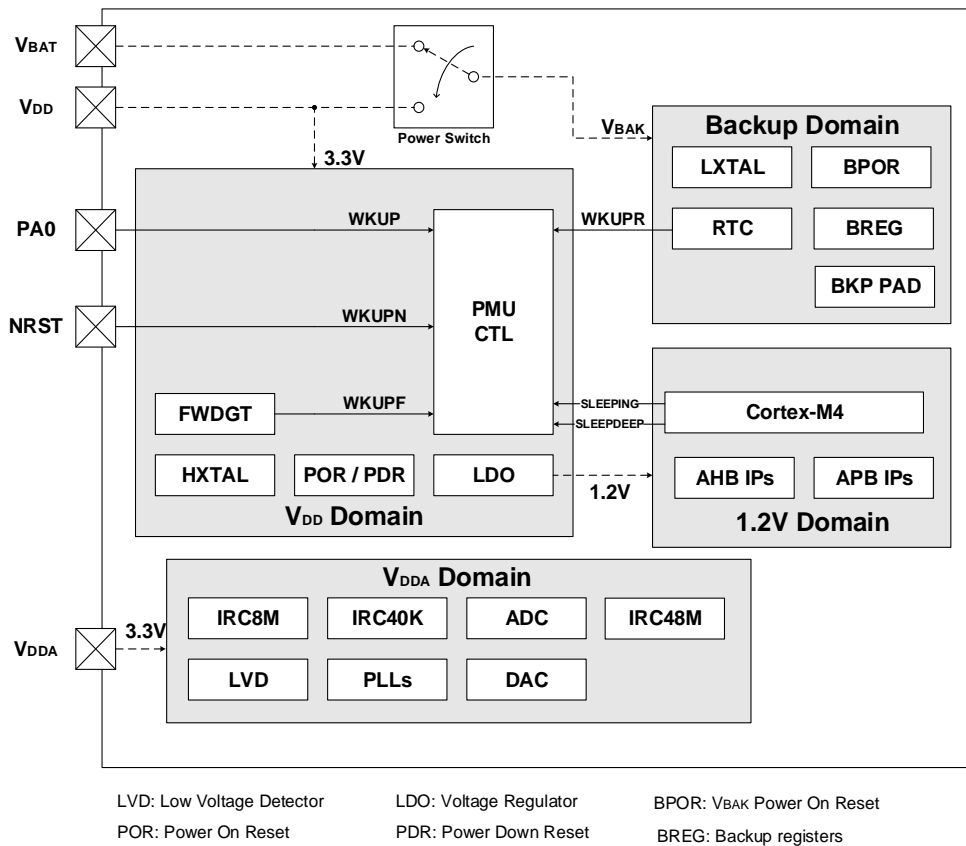 VBAT
VDD
Power Switch
VBAK
3.3V
Backup Domain
LXTAL
BPOR
RTC
BREG
BKP PAD
PA0
WKUP
WKUPR
PMU
CTL
NRST
WKUPN
FWDGT
WKUPF
SLEEPING
SLEEPDEEP
Cortex-M4
HXTAL
POR / PDR
LDO
1.2V
AHB IPs
APB IPs
VDD Domain
1.2V Domain
VDDA Domain
IRC8M
IRC40K
ADC
IRC48M
VDDA
3.3V
LVD
PLLs
DAC
LVD: Low Voltage Detector
LDO: Voltage Regulator
BPOR: VBAK Power On Reset
POR: Power On Reset
PDR: Power Down Reset
BREG: Backup registers